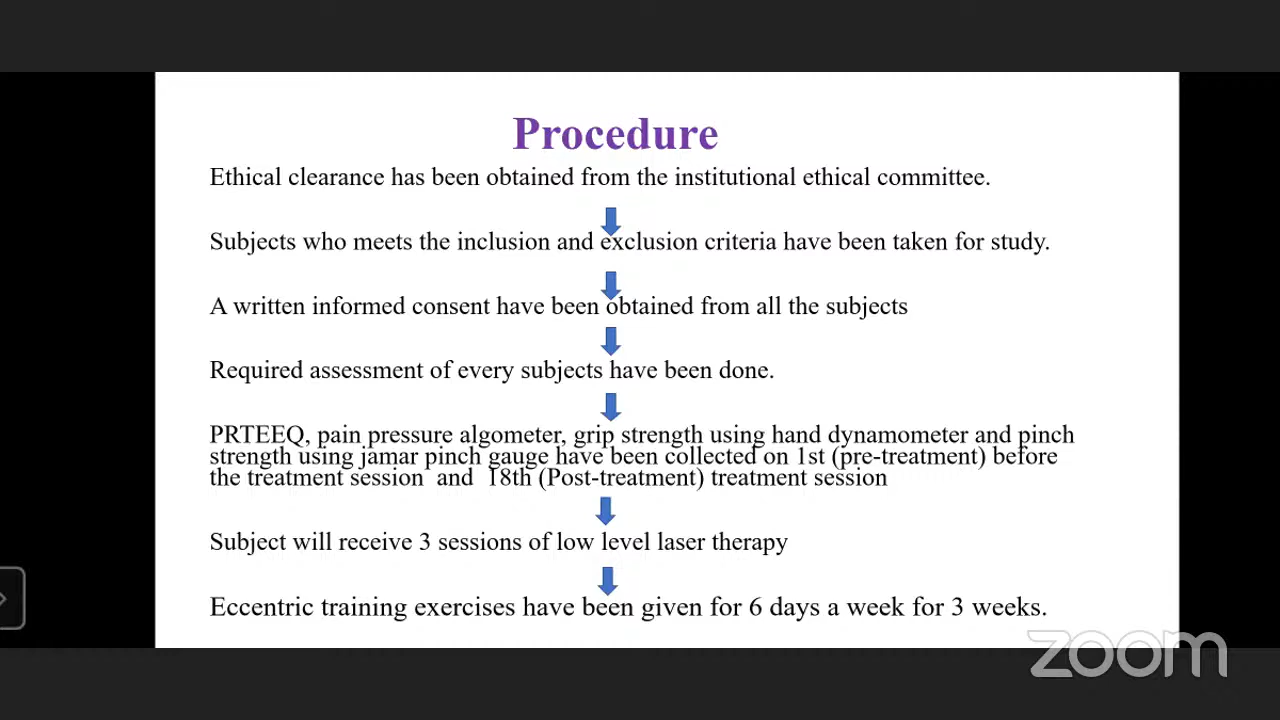 Procedure
Ethical clearance has been obtained from the institutional ethical committee.
Subjects who meets the inclusion and exclusion criteria have been taken for study.
A written informed consent have been obtained from all the subjects
Required assessment of every subjects have been done.
PRTEEQ, pain pressure algometer, grip strength using hand dynamometer and pinch
strength using jamar pinch gauge have been collected on 1st (pre-treatment) before
the treatment session and 18th (Post-treatment) treatment session
Subject will receive 3 sessions of low level laser therapy
Eccentric training exercises have been given for 6 days a week for 3 weeks.
zoom